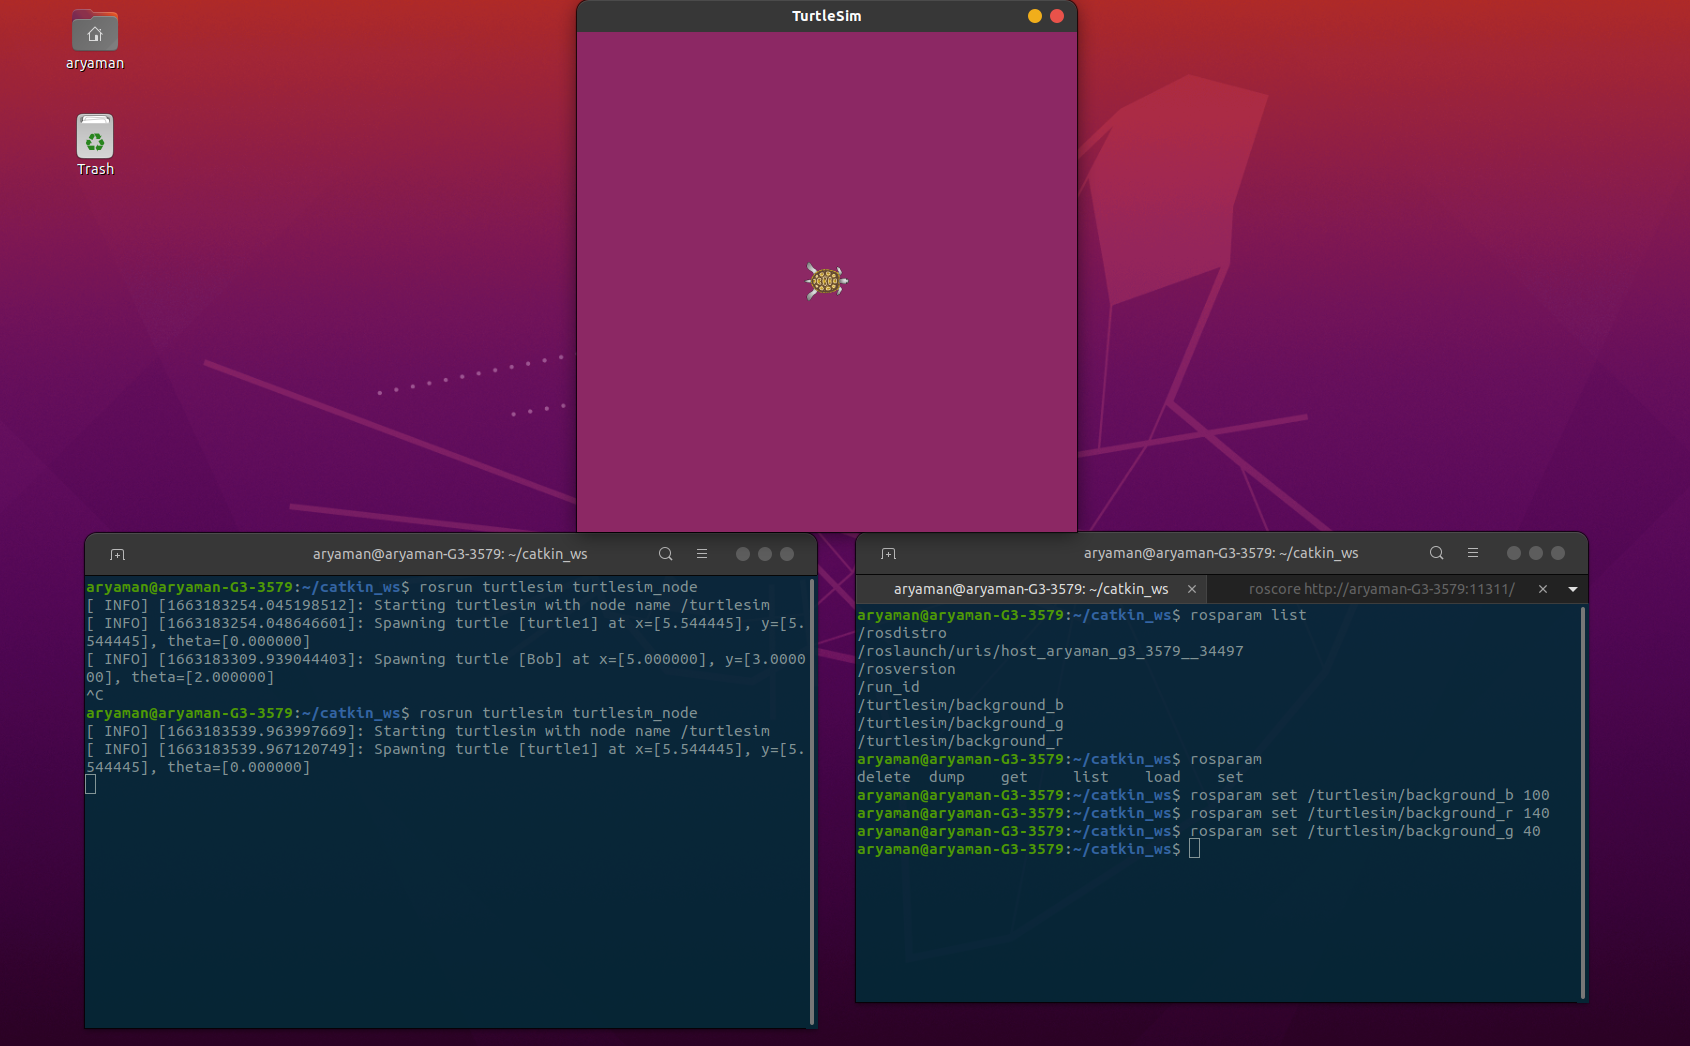 aryaman
Trash
TurtleSim
aryaman@aryaman-G3-3579: ~/catkin_ws
aryaman@aryaman-G3-3579:~/catkin_ws$ rosrun turtlesim turtlesim_node
[ INFO] [1663183254.045198512]: Starting turtlesim with node name /turtlesim
[ INFO] [1663183254.048646601]: Spawning turtle [turtle1] at x=[5.544445], y=[5.
544445], theta=[0.000000]
[ INFO] [1663183309.939044403]: Spawning turtle [Bob] at x=[5.000000], y=[3.0000
00], theta=[2.000000]
^C
aryaman@aryaman-G3-3579:~/catkin_ws$ rosrun turtlesim turtlesim_node
[ INFO] [1663183539.963997669]: Starting turtlesim with node name /turtlesim
[ INFO] [1663183539.967120749]: Spawning turtle [turtle1] at x=[5.544445], y=[5.
544445], theta=[0.000000]
aryaman@aryaman-G3-3579: ~/catkin_ws
aryaman@aryaman-G3-3579: ~/catkin_ws
roscore http://aryaman-G3-3579:11311/
aryaman@aryaman-G3-3579:~/catkin_ws$ rosparam list
/rosdistro
/roslaunch/uris/host_aryaman_g3_3579__34497
/rosversion
/run_id
/turtlesim/background_b
/turtlesim/background_g
/turtlesim/background_r
aryaman@aryaman-G3-3579:~/catkin_ws$ rosparam
delete  dump    get     list    load    set
aryaman@aryaman-G3-3579:~/catkin_ws$ rosparam set /turtlesim/background_b 100
aryaman@aryaman-G3-3579:~/catkin_ws$ rosparam set /turtlesim/background_r 140
aryaman@aryaman-G3-3579:~/catkin_ws$ rosparam set /turtlesim/background_g 40
aryaman@aryaman-G3-3579:~/catkin_ws$